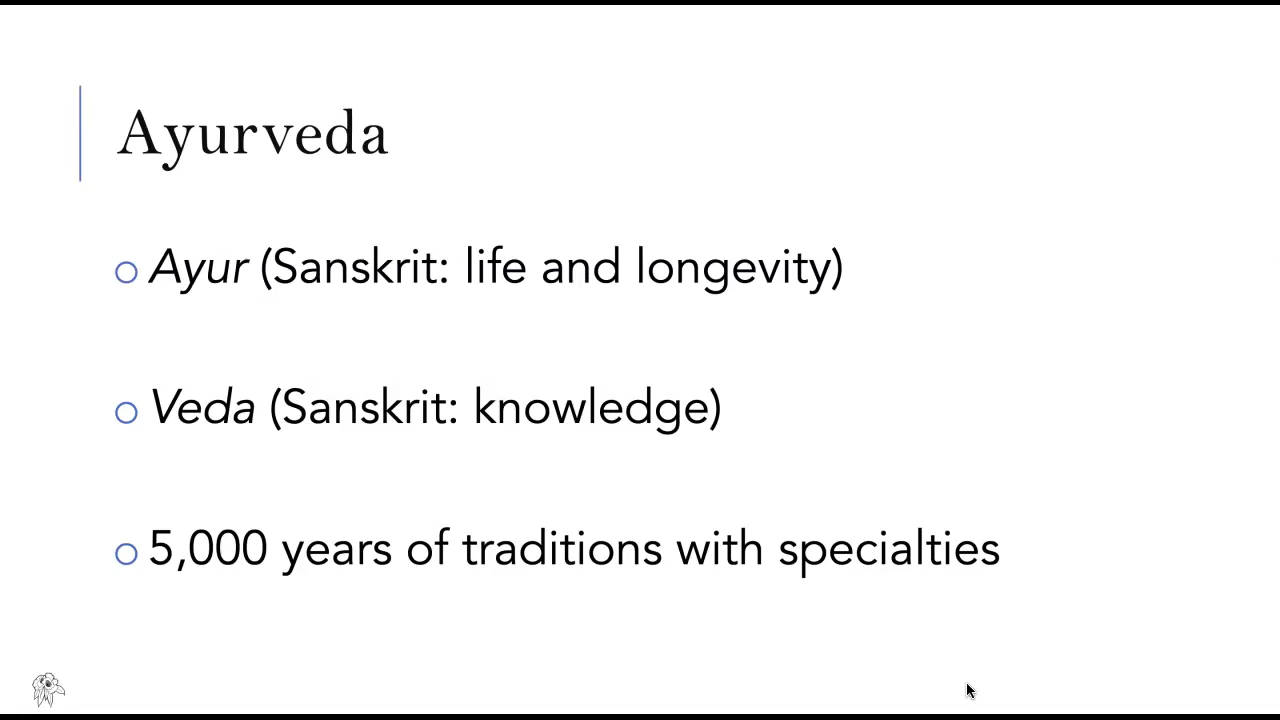 Ayurveda
Ayur (Sanskrit: life and longevity)
Veda (Sanskrit: knowledge)
5,000 years of traditions with specialties